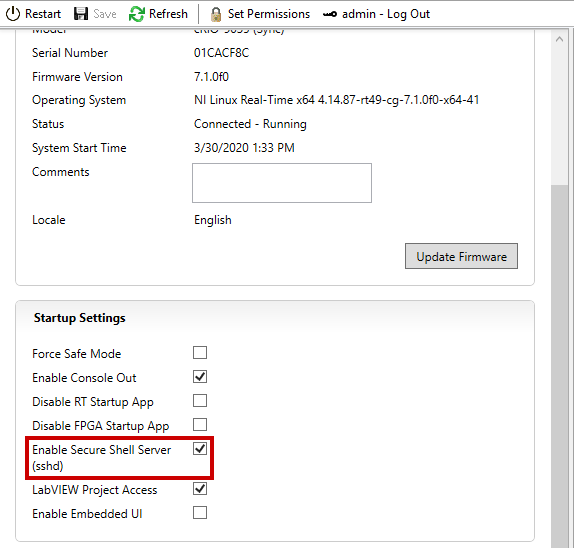 Restart Save Refresh Set Permissions admin - Log Out
Model cRIO-9035 (Sync)
Serial Number 01CACF8C
Firmware Version 7.1.0f0
Operating System NI Linux Real-Time x64 4.14.87-rt49-cg-7.1.0f0-x64-41
Status Connected - Running
System Start Time 3/30/2020 1:33 PM
Comments
Locale English
Update Firmware
Startup Settings
Force Safe Mode
Enable Console Out
Disable RT Startup App
Disable FPGA Startup App
Enable Secure Shell Server
(sshd)
LabVIEW Project Access
Enable Embedded UI